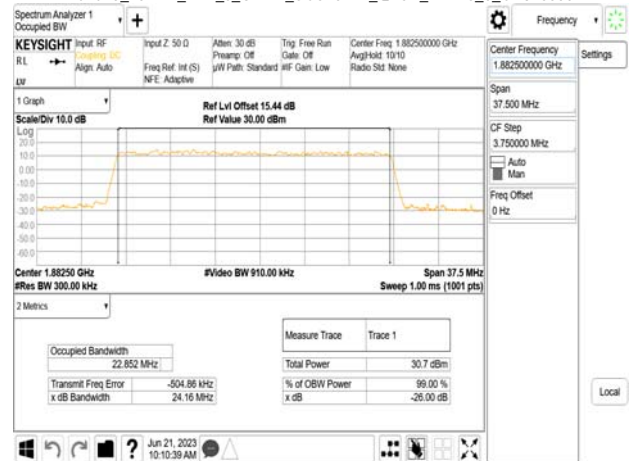 Spectrum Analyzer 1
Occupied BW
+
Frequency
KEYSIGHT Input: RF Input Z: 50 Ω Atten: 30 dB Trig: Free Run Center Freq: 1.882500000 GHz
RL Coupling: DC Preamp: Off Gate: Off Avg|Hold: 10/10
Align: Auto Freq Ref: Int (S) µW Path: Standard #IF Gain: Low Radio Std: None
NFE: Adaptive
LM
Center Frequency
1.882500000 GHz
Settings
Span
37.500 MHz
CF Step
3.750000 MHz
Auto
Man
Freq Offset
0 Hz
Local
1 Graph
Ref Lvl Offset 15.44 dB
Scale/Div 10.0 dB Ref Value 30.00 dBm
Log
20.0
10.0
0.00
-10.0
-20.0
-30.0
-40.0
-50.0
-60.0
Center 1.88250 GHz #Video BW 910.00 kHz Span 37.5 MHz
#Res BW 300.00 kHz Sweep 1.00 ms (1001 pts)
2 Metrics
Measure Trace Trace 1
Occupied Bandwidth
22.852 MHz Total Power 30.7 dBm
Transmit Freq Error -504.86 kHz % of OBW Power 99.00 %
x dB Bandwidth 24.16 MHz x dB -26.00 dB
?
Jun 21, 2023
10:10:39 AM